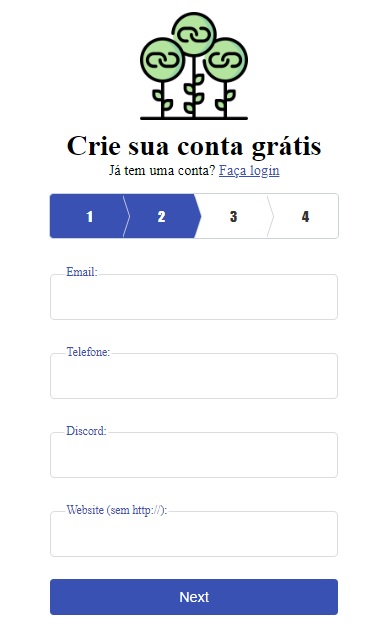 Crie sua conta grátis
Já tem uma conta? Faça login
1 2 3 4
Email:
Telefone:
Discord:
Website (sem http://):
Next